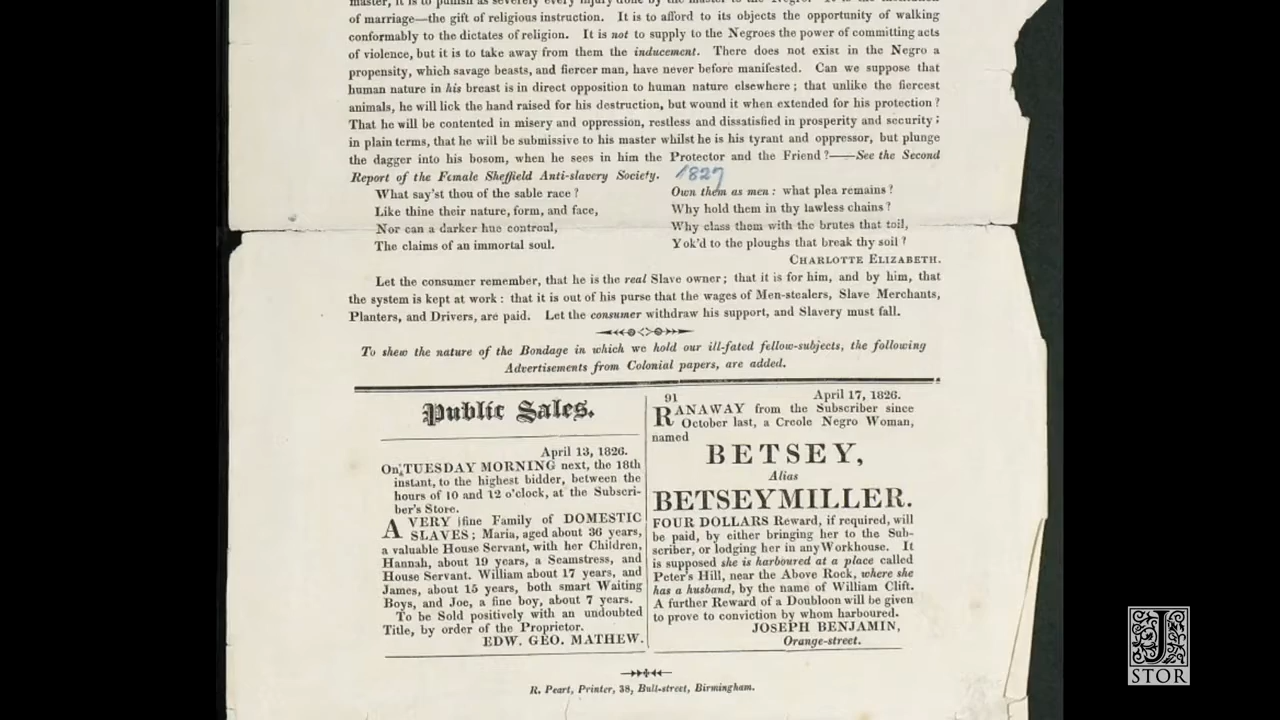 master, it is to punish as severely every injury done by the master to the Negro. It is the
of marriage—the gift of religious instruction. It is to afford to its objects the opportunity of walking
conformably to the dictates of religion. It is not to supply to the Negroes the power of committing acts
of violence, but it is to take away from them the inducement. There does not exist in the Negro a
propensity, which savage beasts, and fiercer man, have never before manifested. Can we suppose that
human nature in his breast is in direct opposition to human nature elsewhere; that unlike the fiercest
animals, he will lick the hand raised for his destruction, but wound it when extended for his protection?
That he will be contented in misery and oppression, restless and dissatisfied in prosperity and security;
in plain terms, that he will be submissive to his master whilst he is his tyrant and oppressor, but plunge
the dagger into his bosom, when he sees in him the Protector and the Friend?——See the Second
Report of the Female Sheffield Anti-slavery Society. 1827
What say'st thou of the sable race?
Like thine their nature, form, and face,
Nor can a darker hue controul,
The claims of an immortal soul.
Own them as men: what plea remains?
Why hold them in thy lawless chains?
Why class them with the brutes that toil,
Yok'd to the ploughs that break thy soil?
CHARLOTTE ELIZABETH.
Let the consumer remember, that he is the real Slave owner; that it is for him, and by him, that
the system is kept at work: that it is out of his purse that the wages of Men-stealers, Slave Merchants,
Planters, and Drivers, are paid. Let the consumer withdraw his support, and Slavery must fall.
To shew the nature of the Bondage in which we hold our ill-fated fellow-subjects, the following
Advertisements from Colonial papers, are added.
Public Sales.
April 13, 1826.
On TUESDAY MORNING next, the 18th
instant, to the highest bidder, between the
hours of 10 and 12 o'clock, at the Subscri-
ber's Store.
A VERY fine Family of DOMESTIC
SLAVES; Maria, aged about 36 years,
a valuable House Servant, with her Children,
Hannah, about 19 years, a Seamstress, and
House Servant. William about 17 years, and
James, about 15 years, both smart Waiting
Boys, and Joe, a fine boy, about 7 years.
To be Sold positively with an undoubted
Title, by order of the Proprietor.
EDW. GEO. MATHEW.
91 April 17, 1826.
RANAWAY from the Subscriber since
October last, a Creole Negro Woman,
named
BETSEY,
Alias
BETSEY MILLER.
FOUR DOLLARS Reward, if required, will
be paid, by either bringing her to the Sub-
scriber, or lodging her in any Workhouse. It
is supposed she is harboured at a place called
Peter's Hill, near the Above Rock, where she
has a husband, by the name of William Clift.
A further Reward of a Doubloon will be given
to prove to conviction by whom harboured.
JOSEPH BENJAMIN,
Orange-street.
R. Peart, Printer, 38, Bull-street, Birmingham.
J
STOR